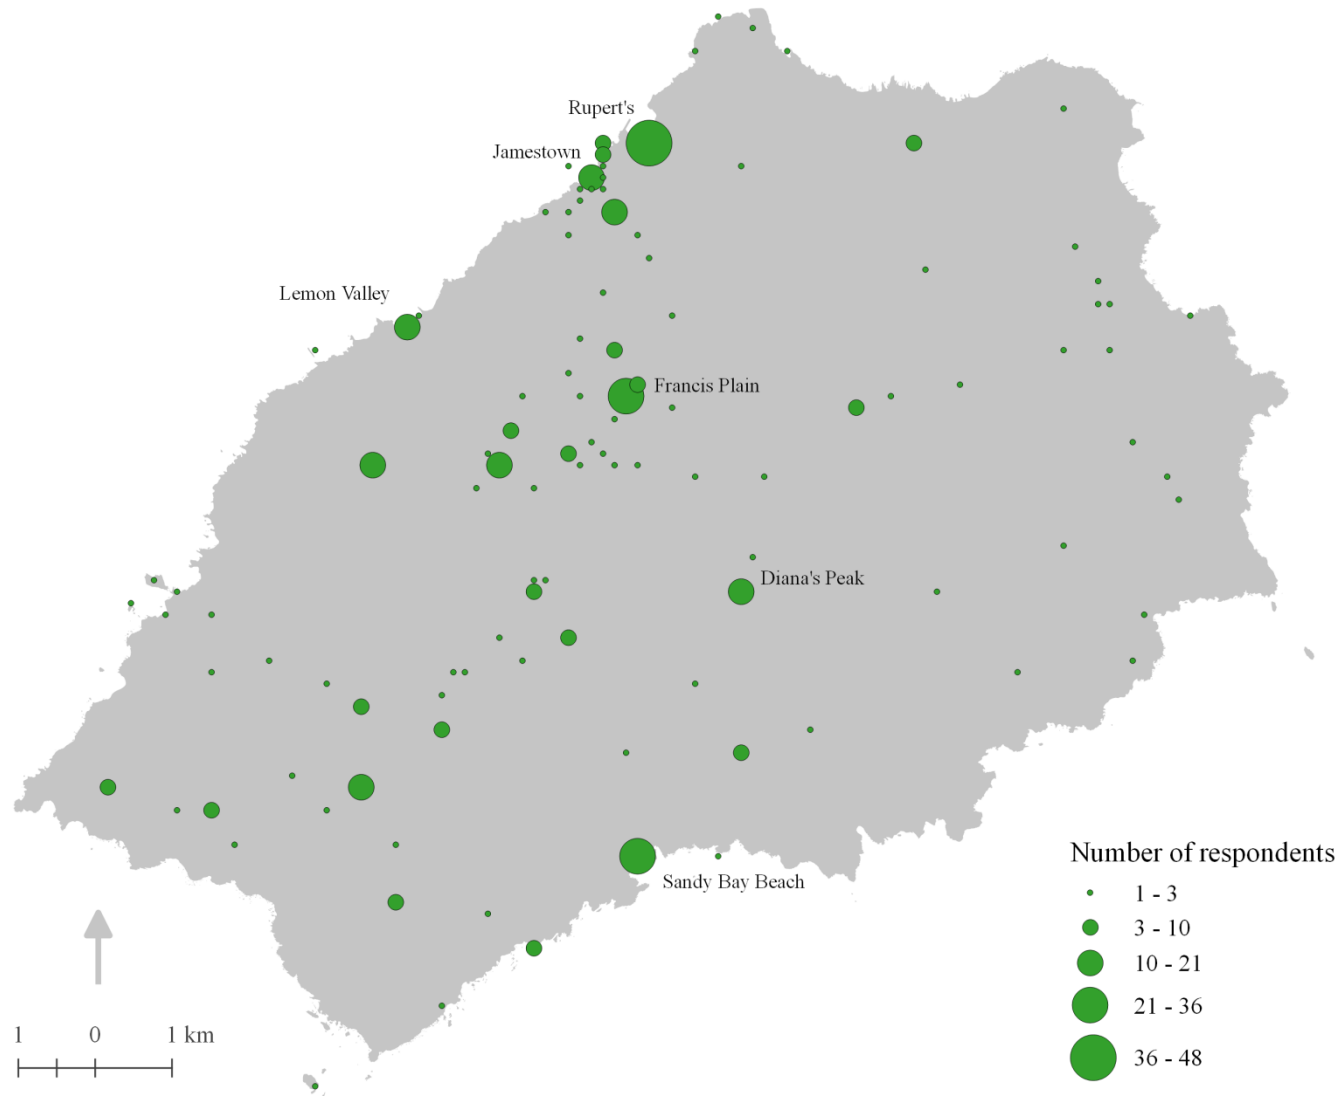 Rupert's
Jamestown
Lemon Valley
Francis Plain
Diana's Peak
Sandy Bay Beach
Number of respondents
1 - 3
3 - 10
10 - 21
21 - 36
36 - 48
1 0 1 km